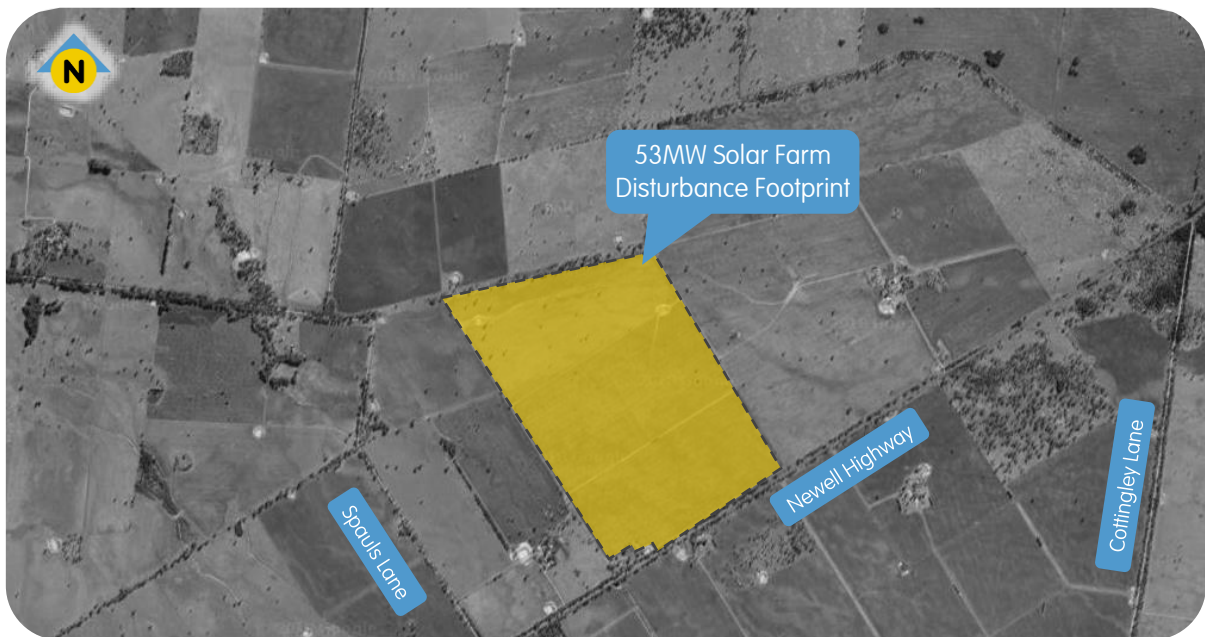 N
53MW Solar Farm
Disturbance Footprint
Newell Highway
Cottingley Lane
Spauls Lane